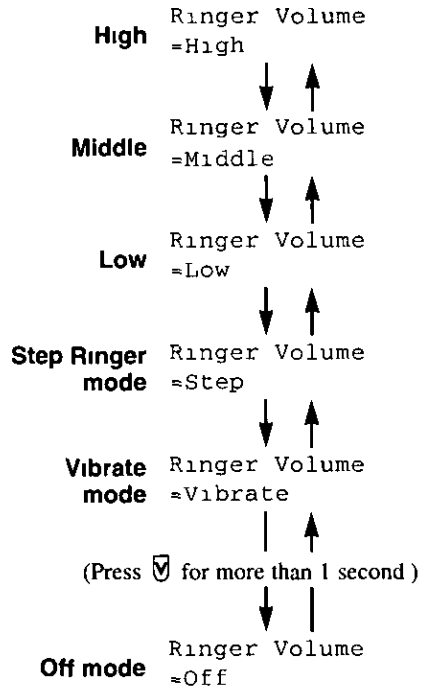 High
Ringer Volume
=High
Middle
Ringer Volume
=Middle
Low
Ringer Volume
=Low
Step Ringer
mode
Ringer Volume
=Step
Vibrate
mode
Ringer Volume
=Vibrate
(Press for more than 1 second)
Off mode
Ringer Volume
=Off